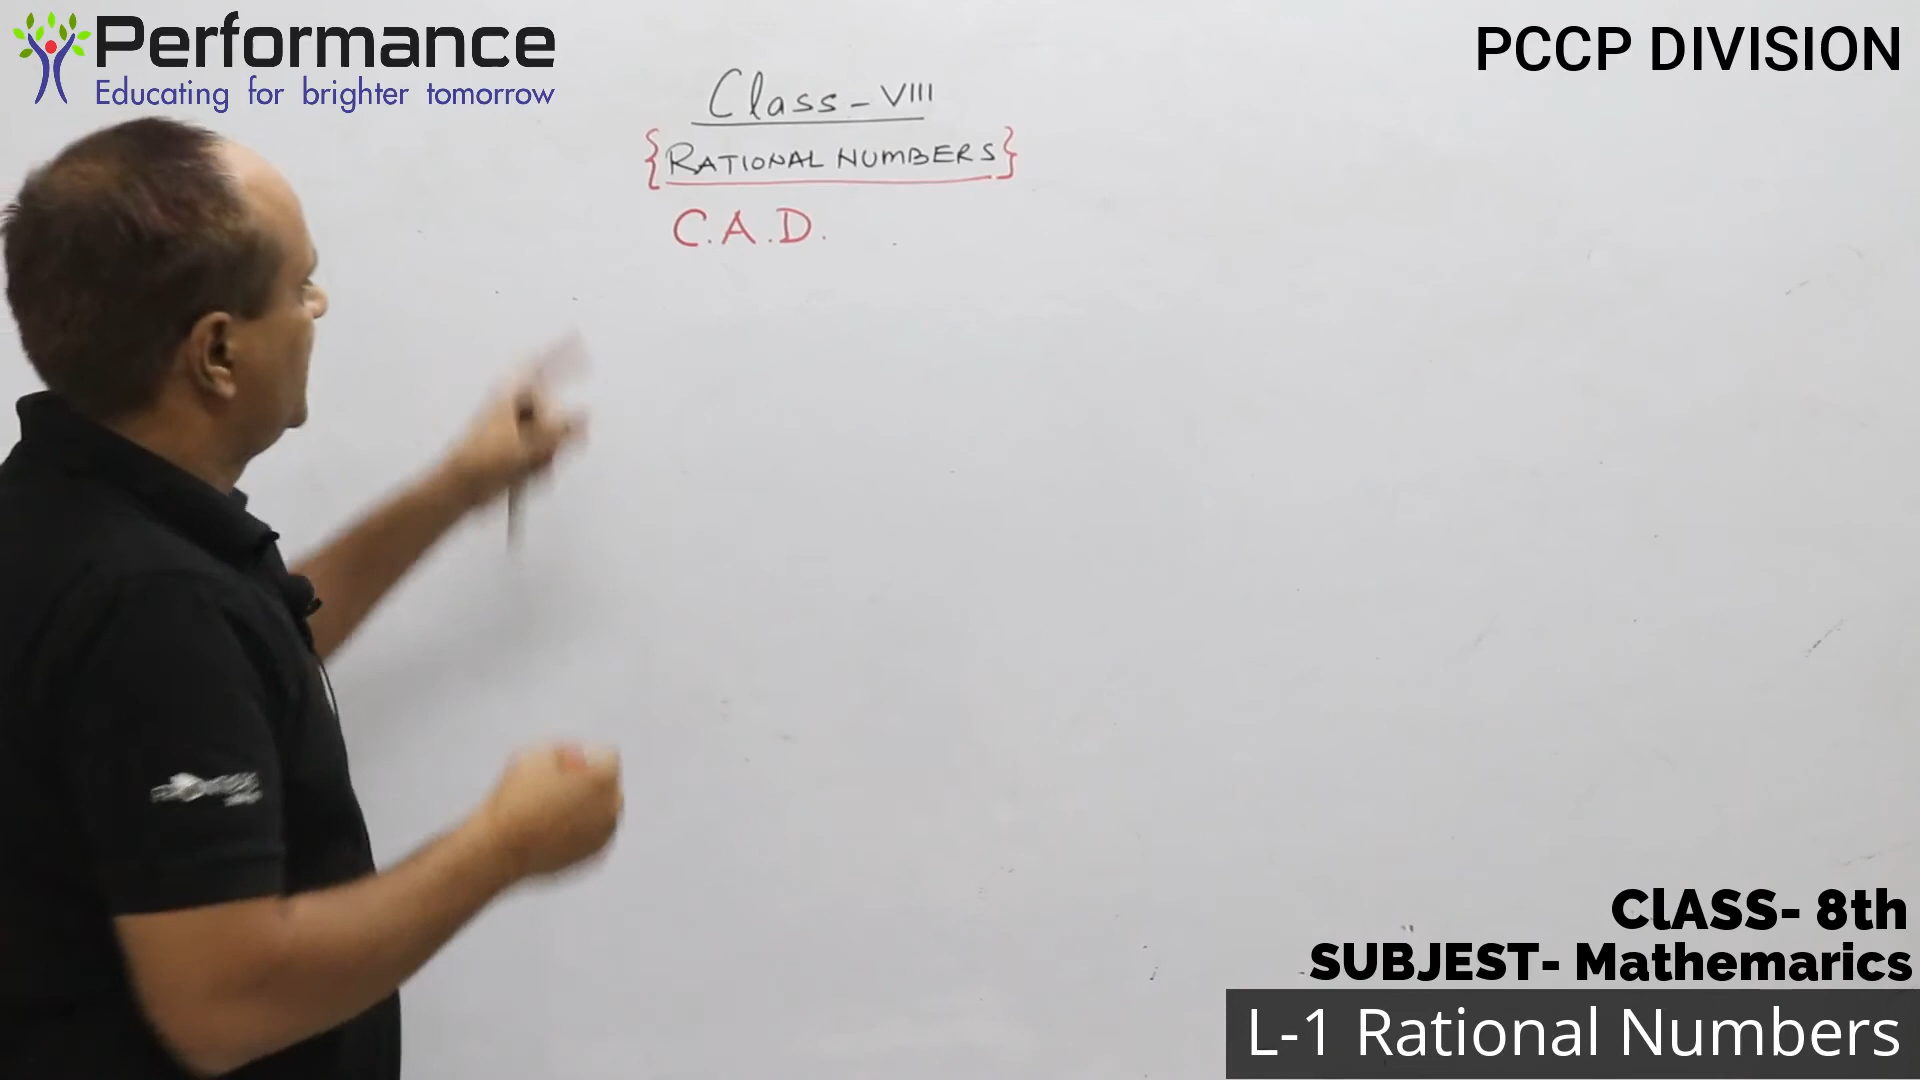 Performance
Educating for brighter tomorrow
PCCP DIVISION
Class - VIII
{RATIONAL NUMBERS}
C.A.D.
ClASS- 8th
SUBJEST- Mathemarics
L-1 Rational Numbers